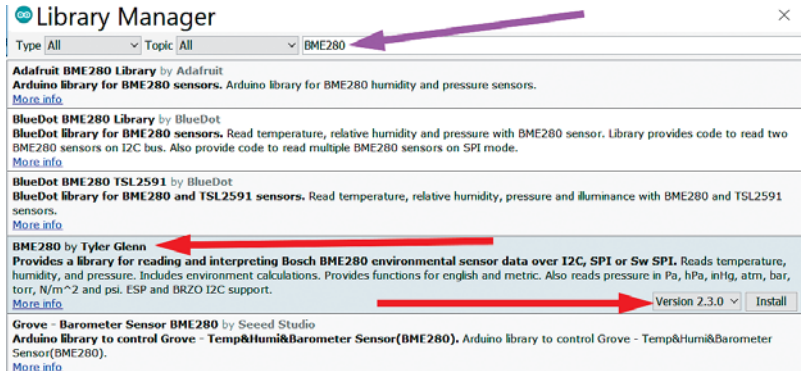 Library Manager
Type All Topic All BME280
Adafruit BME280 Library by Adafruit
Arduino library for BME280 sensors. Arduino library for BME280 humidity and pressure sensors.
More info
BlueDot BME280 Library by BlueDot
BlueDot library for BME280 sensors. Read temperature, relative humidity and pressure with BME280 sensor. Library provides code to read two
BME280 sensors on I2C bus. Also provide code to read multiple BME280 sensors on SPI mode.
More info
BlueDot BME280 TSL2591 by BlueDot
BlueDot library for BME280 and TSL2591 sensors. Read temperature, relative humidity, pressure and illuminance with BME280 and TSL2591
sensors.
More info
BME280 by Tyler Glenn
Provides a library for reading and interpreting Bosch BME280 environmental sensor data over I2C, SPI or Sw SPI. Reads temperature,
humidity, and pressure. Includes environment calculations. Provides functions for english and metric. Also reads pressure in Pa, hPa, inHg, atm, bar,
torr, N/m^2 and psi. ESP and BRZO I2C support.
More info Version 2.3.0 Install
Grove - Barometer Sensor BME280 by Seeed Studio
Arduino library to control Grove - Temp&Humi&Barometer Sensor(BME280). Arduino library to control Grove - Temp&Humi&Barometer
Sensor(BME280).
More info